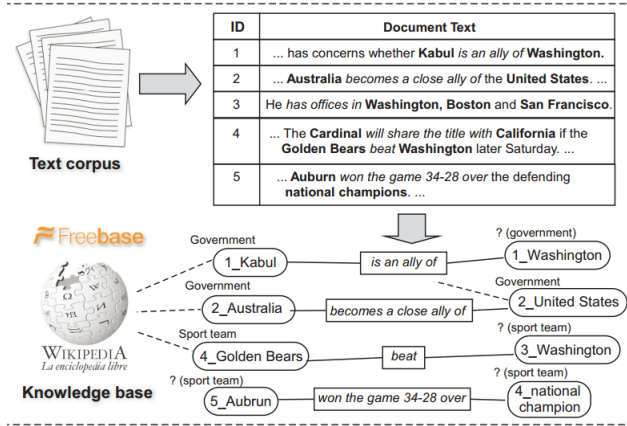 ID Document Text
1 ... has concerns whether Kabul is an ally of Washington.
2 ... Australia becomes a close ally of the United States. ...
3 He has offices in Washington, Boston and San Francisco.
4 ... The Cardinal will share the title with California if the
Golden Bears beat Washington later Saturday. ...
5 ... Auburn won the game 34-28 over the defending
national champions. ...
Text corpus
Freebase
WIKIPEDIA
La enciclopedia libre
Knowledge base
Government ? (government)
1_Kabul is an ally of 1_Washington
Government Government
2_Australia becomes a close ally of 2_United States
Sport team ? (sport team)
4_Golden Bears beat 3_Washington
? (sport team) ? (sport team)
5_Aubrun won the game 34-28 over 4_national
champion